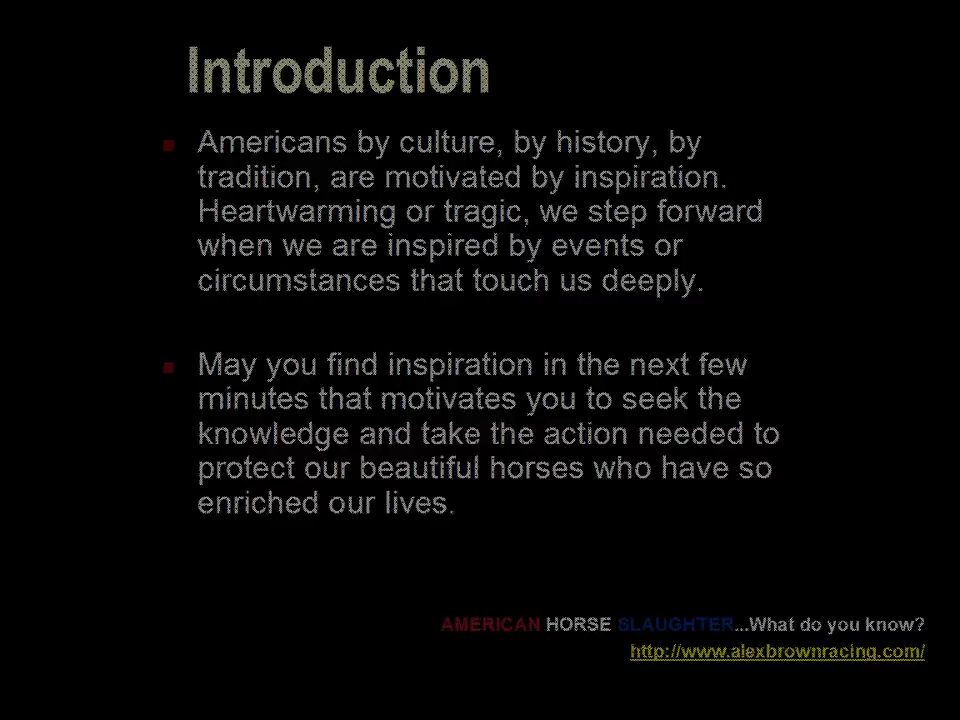 Introduction
Americans by culture, by history, by
tradition, are motivated by inspiration.
Heartwarming or tragic, we step forward
when we are inspired by events or
circumstances that touch us deeply.
May you find inspiration in the next few
minutes that motivates you to seek the
knowledge and take the action needed to
protect our beautiful horses who have so
enriched our lives.
AMERICAN HORSE SLAUGHTER...What do you know?
http://www.alexbrownracing.com/